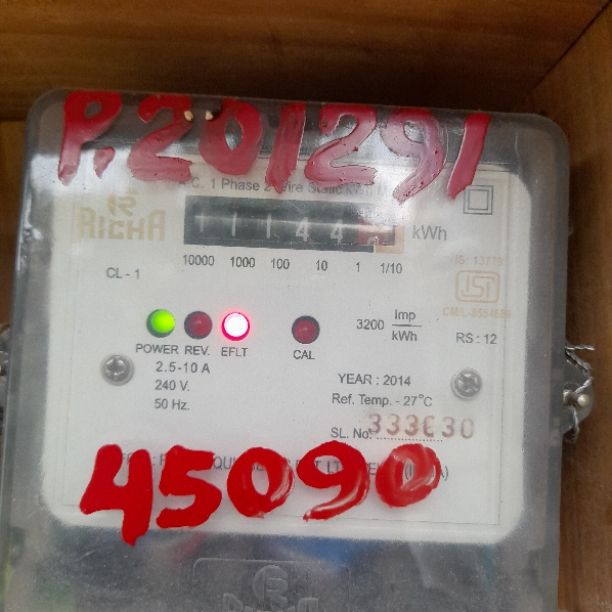 P.201291
A.C. 1 Phase 2 Wire Static
RICHA
1 1 1 4 4
kWh
10000 1000 100 10 1 1/10
IS: 13779
CL - 1
ISI
3200 Imp
kWh
RS : 12
POWER REV. EFLT CAL
2.5-10 A
240 V.
50 Hz.
YEAR : 2014
Ref. Temp. - 27°C
SL. No.
45090